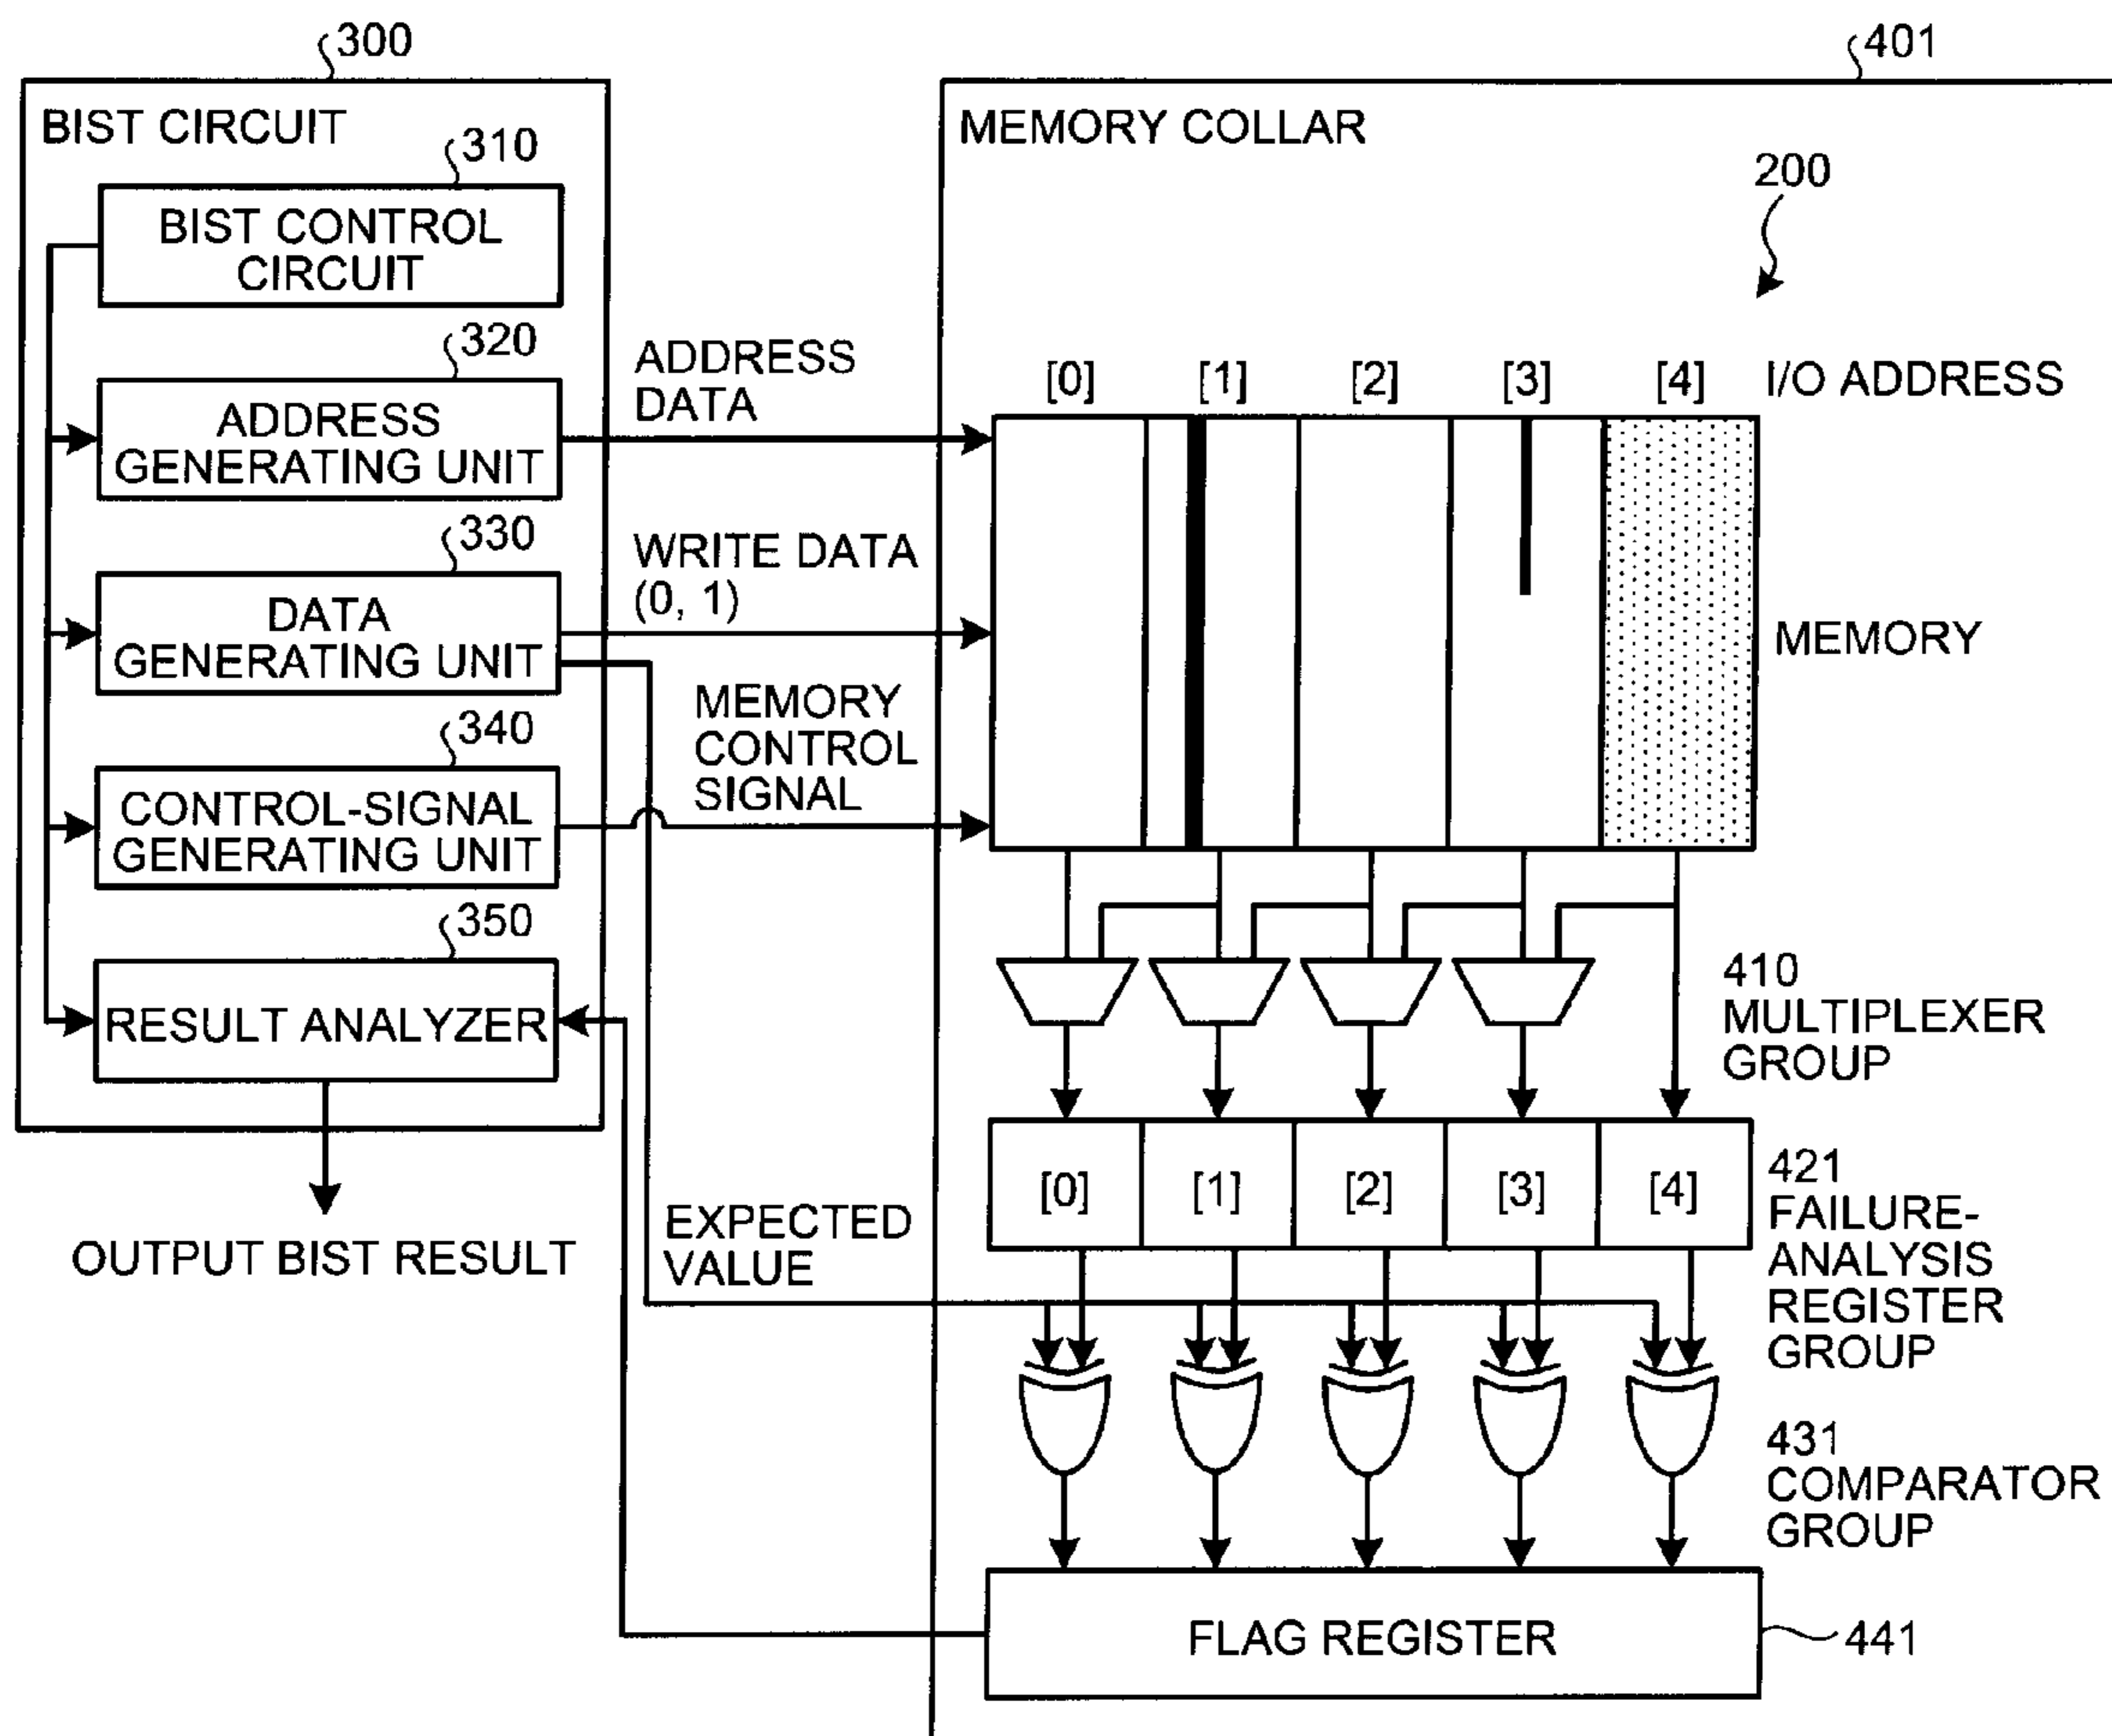 300
BIST CIRCUIT
310
BIST CONTROL
CIRCUIT
320
ADDRESS
GENERATING UNIT
330
DATA
GENERATING UNIT
340
CONTROL-SIGNAL
GENERATING UNIT
350
RESULT ANALYZER
OUTPUT BIST RESULT
ADDRESS
DATA
WRITE DATA
(0, 1)
MEMORY
CONTROL
SIGNAL
EXPECTED
VALUE
401
MEMORY COLLAR
200
[0] [1] [2] [3] [4] I/O ADDRESS
MEMORY
410
MULTIPLEXER
GROUP
[0] [1] [2] [3] [4]
421
FAILURE-
ANALYSIS
REGISTER
GROUP
431
COMPARATOR
GROUP
FLAG REGISTER
441